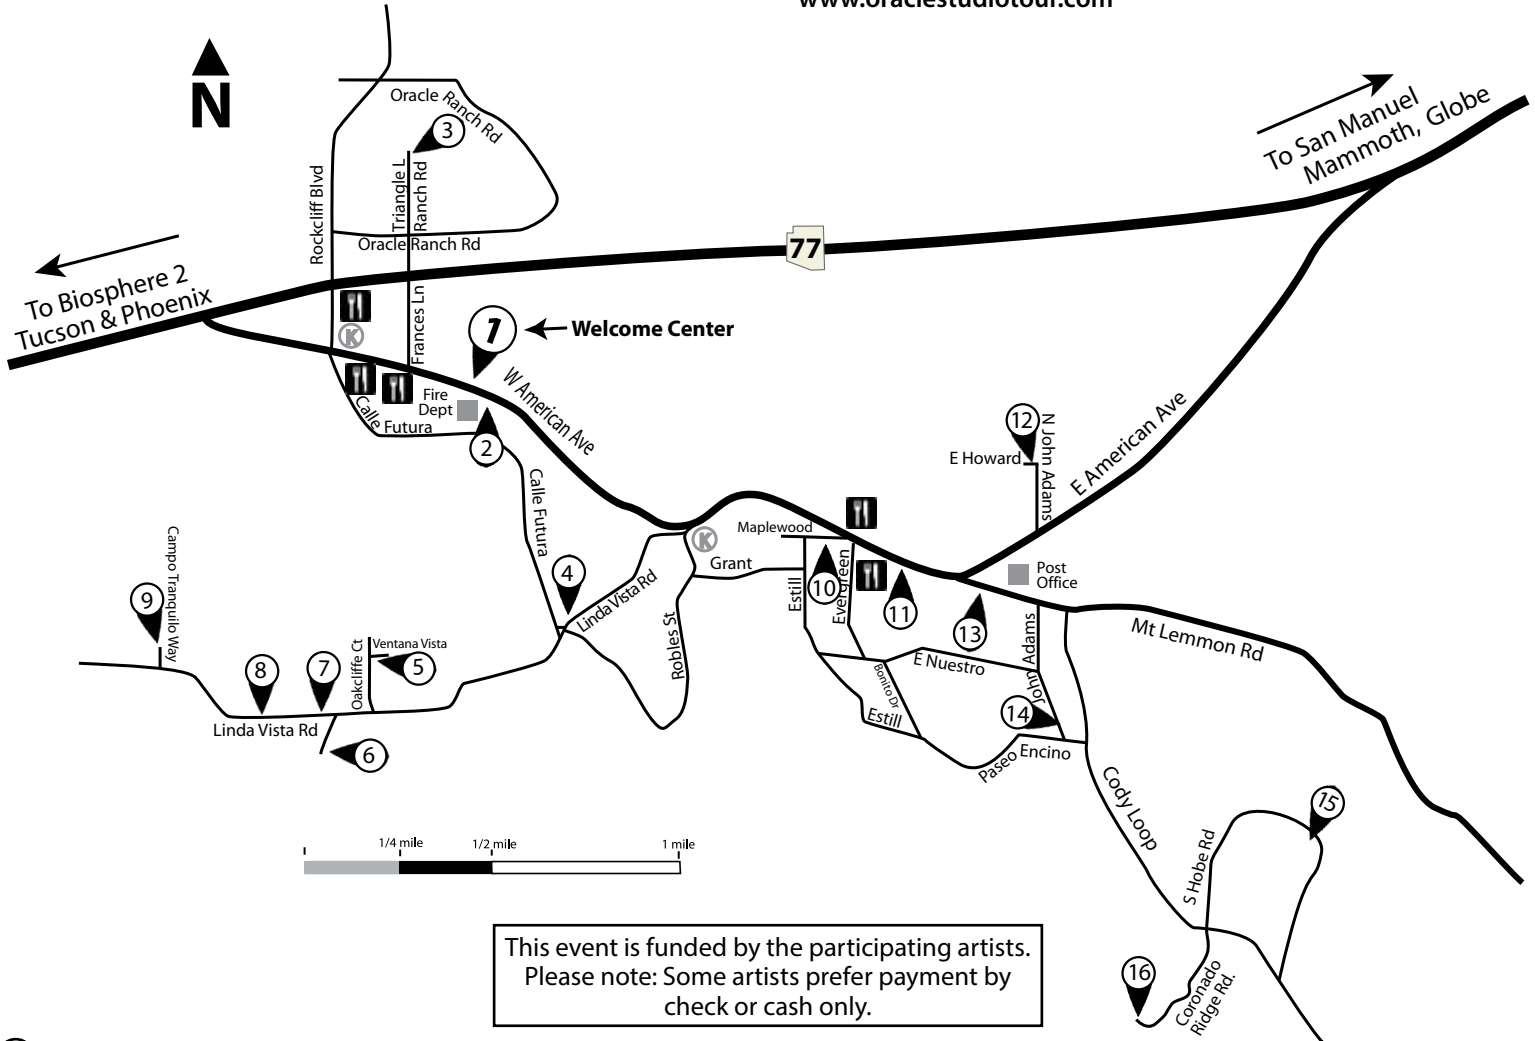 www.oraclestudiotour.com
N
Oracle Ranch Rd
3
Rockcliff Blvd
Triangle L
Ranch Rd
Oracle Ranch Rd
To San Manuel
Mammoth, Globe
77
To Biosphere 2
Tucson & Phoenix
K
Frances Ln
1
Welcome Center
W American Ave
Fire
Dept
Calle Futura
2
12
N John Adams
E Howard
E American Ave
Calle Futura
Campo Tranquilo Way
9
4
Linda Vista Rd
K
Maplewood
Grant
Estill
10
Evergreen
11
13
Post
Office
Robles St
John Adams
Mt Lemmon Rd
E Nuestro
Bonito Dr
Estill
14
Paseo Encino
8
7
Oakcliffe Ct
Ventana Vista
5
Linda Vista Rd
6
Cody Loop
S Hobe Rd
15
16
Coronado
Ridge Rd.
1/4 mile
1/2 mile
1 mile
This event is funded by the participating artists.
Please note: Some artists prefer payment by
check or cash only.